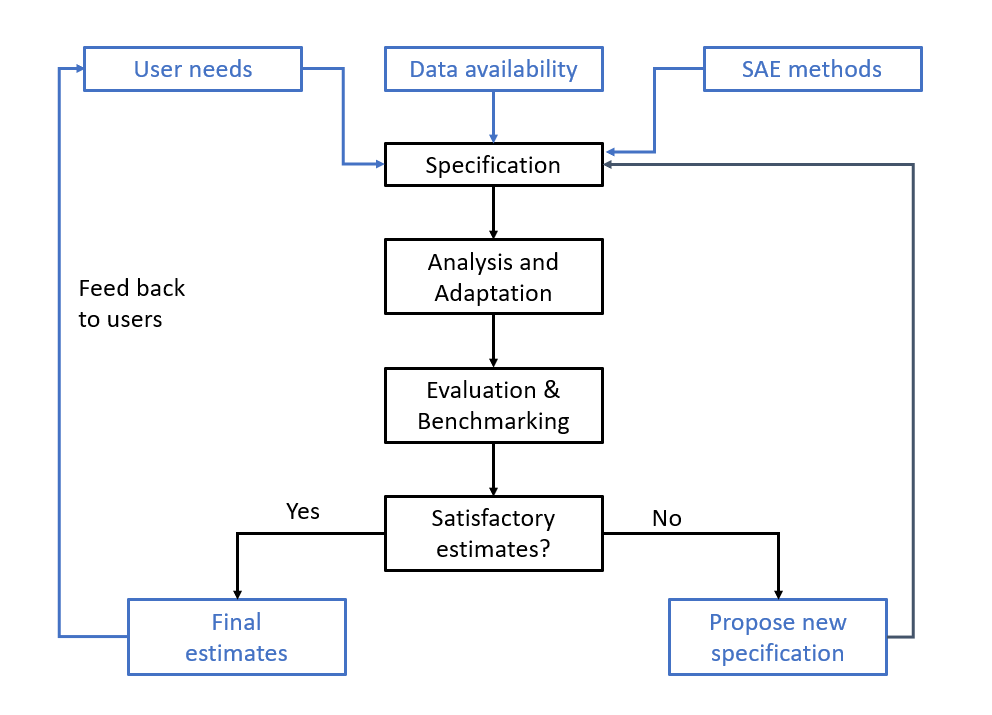 User needs
Data availability
SAE methods
Specification
Analysis and
Adaptation
Feed back
to users
Evaluation &
Benchmarking
Yes
Satisfactory
estimates?
No
Final
estimates
Propose new
specification